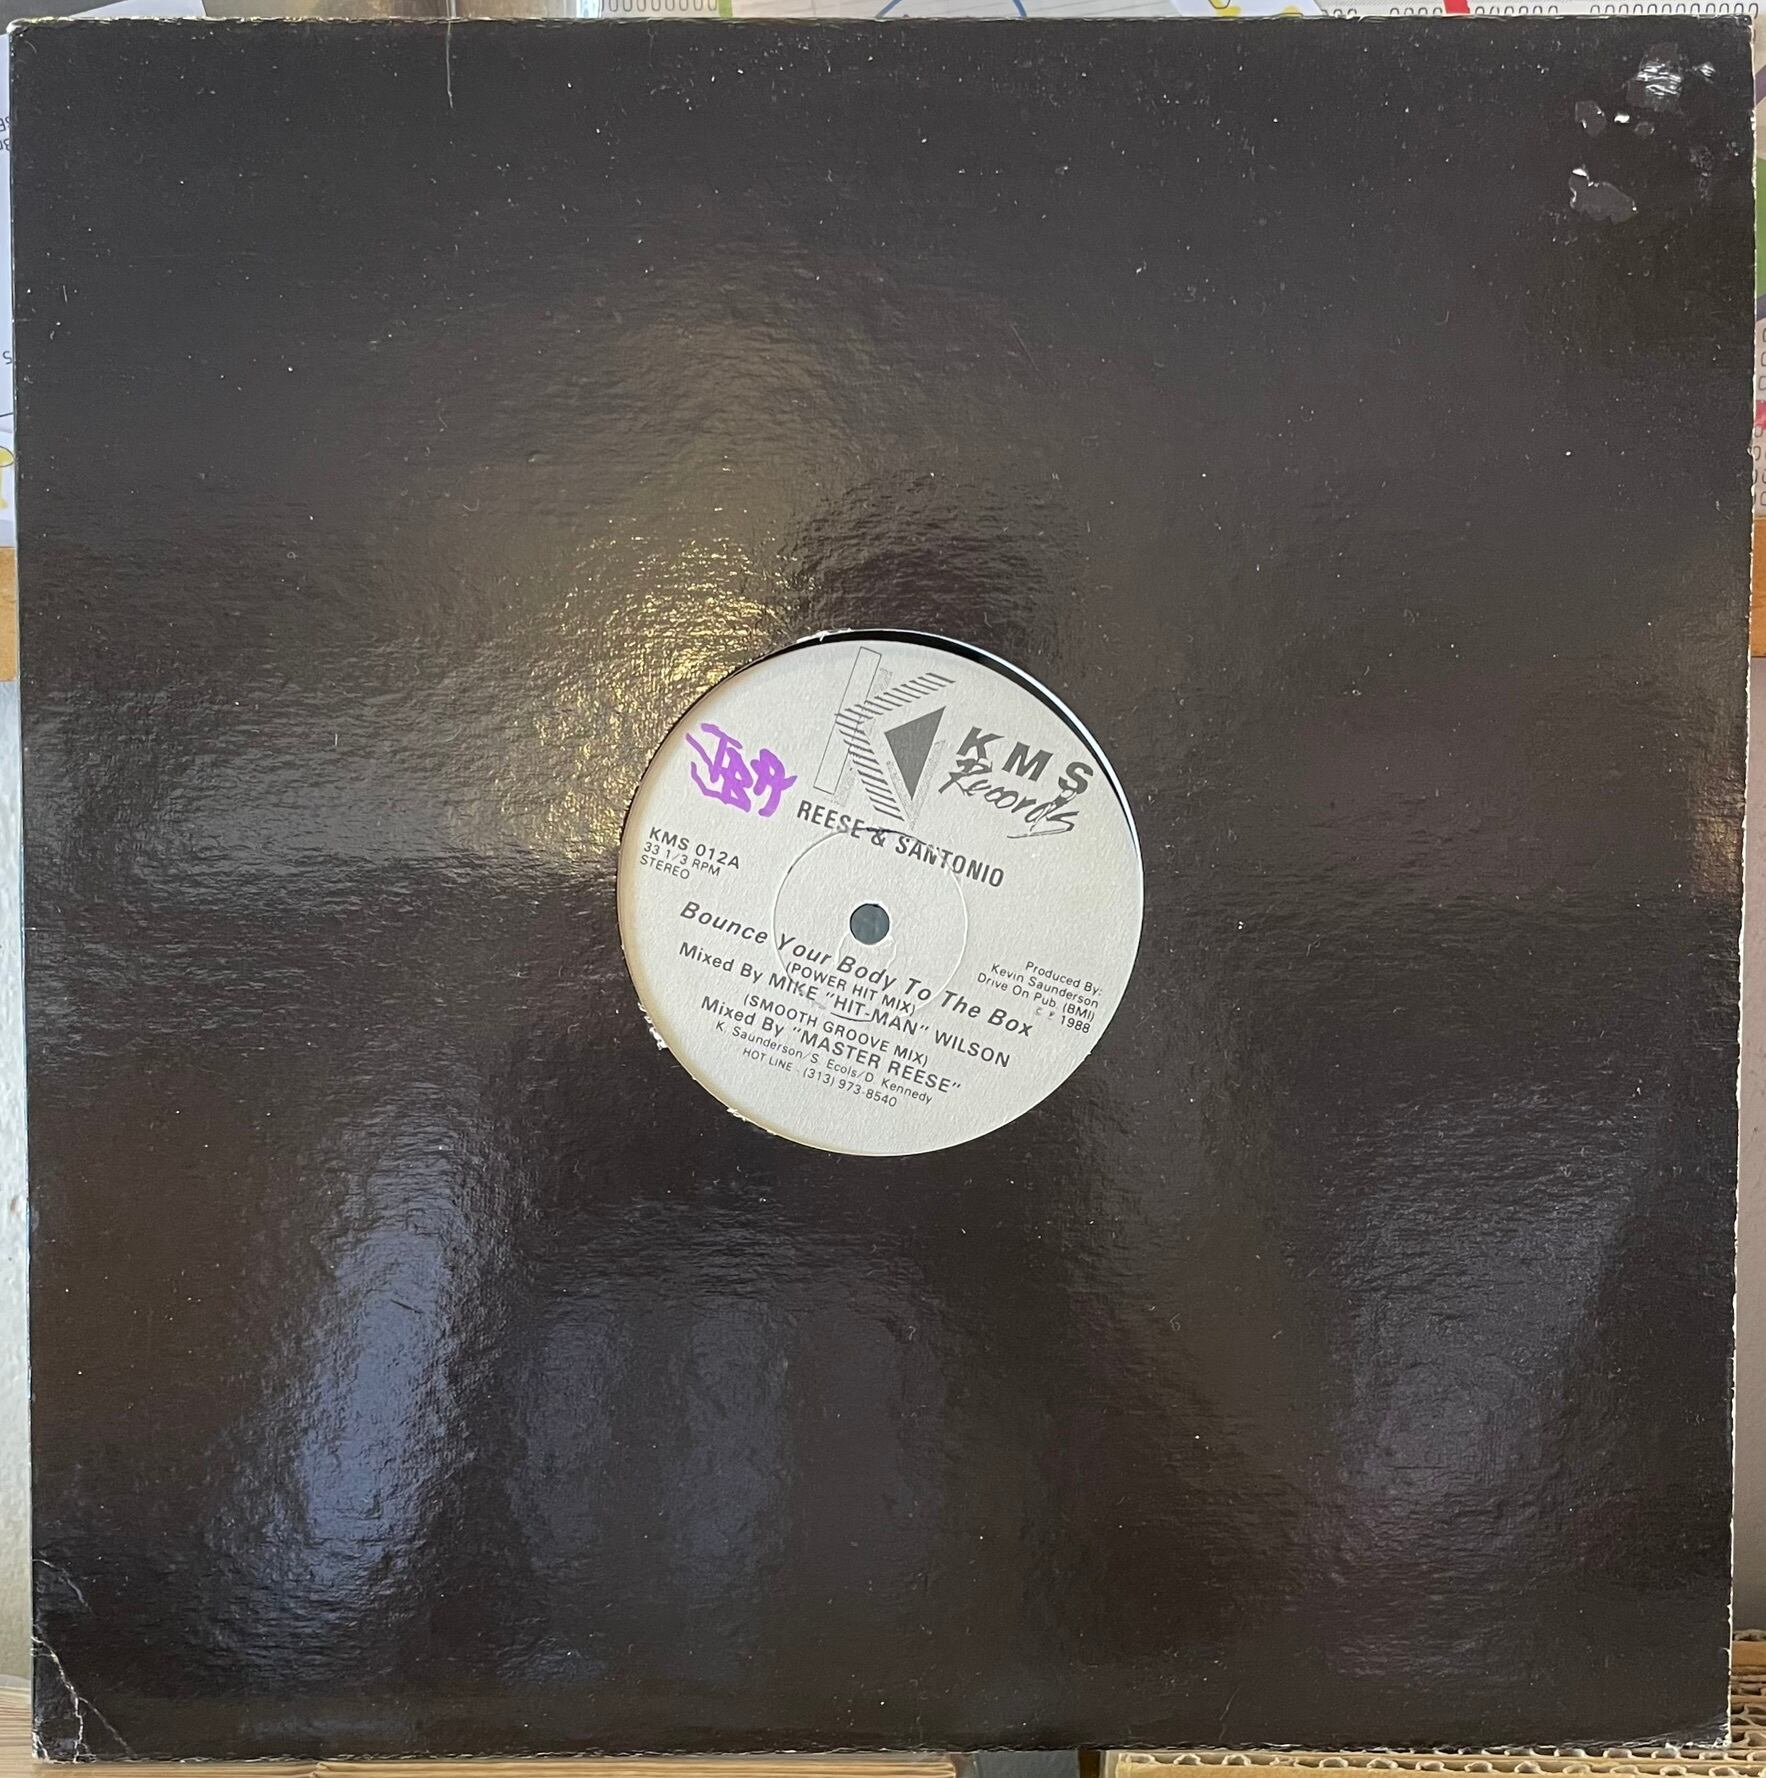 KMS
Records
JBR
REESE & SANTONIO
KMS 012A
33 1/3 RPM
STEREO
Bounce Your Body To The Box
(POWER HIT MIX)
Mixed By MIKE "HIT-MAN" WILSON
(SMOOTH GROOVE MIX)
Mixed By "MASTER REESE"
K. Saunderson/S. Ecols/D. Kennedy
HOT LINE - (313) 973-8540
Produced By:
Kevin Saunderson
Drive On Pub. (BMI)
© ℗ 1988